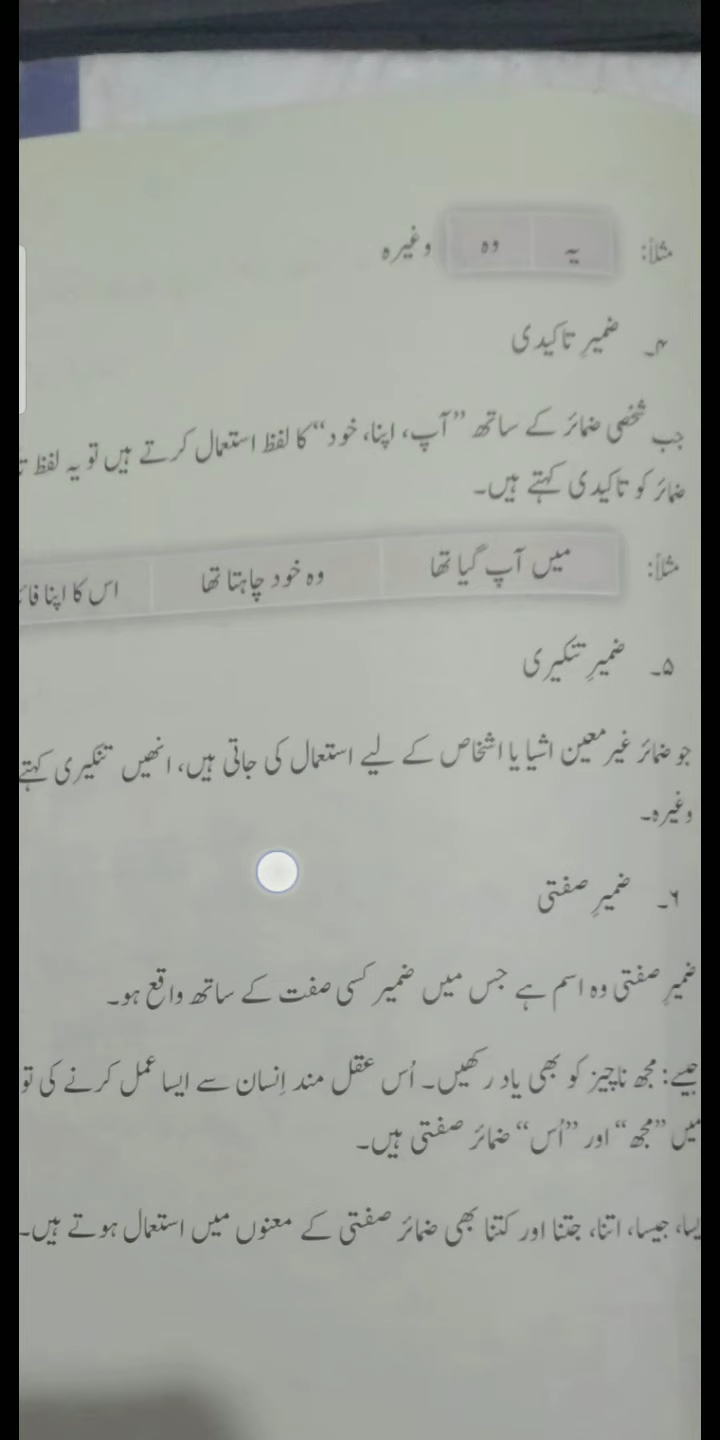 مثلاً: یہ وہ وغیرہ
۴۔ ضمیرِ تاکیدی
جب شخصی ضمائر کے ساتھ ”آپ، اپنا، خود“ کا لفظ استعمال کرتے ہیں تو یہ لفظ
ضمائر کو تاکیدی کہتے ہیں۔
مثلاً: میں آپ گیا تھا وہ خود چاہتا تھا اس کا اپنا
۵۔ ضمیرِ تنکیری
جو ضمائر غیر معین اشیا یا اشخاص کے لیے استعمال کی جاتی ہیں، انھیں تنکیری کہتے
وغیرہ۔
۶۔ ضمیرِ صفتی
ضمیرِ صفتی وہ اسم ہے جس میں ضمیر کسی صفت کے ساتھ واقع ہو۔
جیسے: مجھ ناچیز کو بھی یاد رکھیں۔ اُس عقل مند اِنسان سے ایسا عمل کرنے کی
میں ”مجھ“ اور ”اُس“ ضمائر صفتی ہیں۔
جیسا، اتنا، جتنا اور کتنا بھی ضمائر صفتی کے معنوں میں استعمال ہوتے ہیں۔